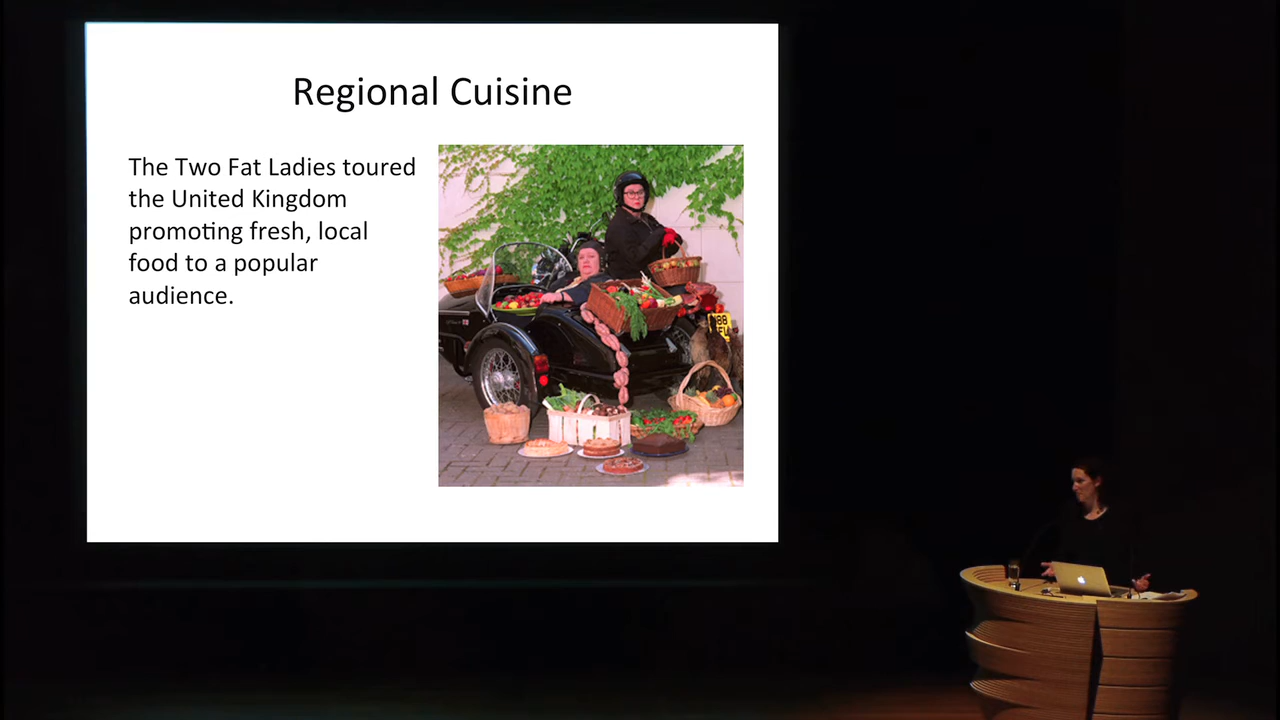 Regional Cuisine
The Two Fat Ladies toured
the United Kingdom
promoting fresh, local
food to a popular
audience.